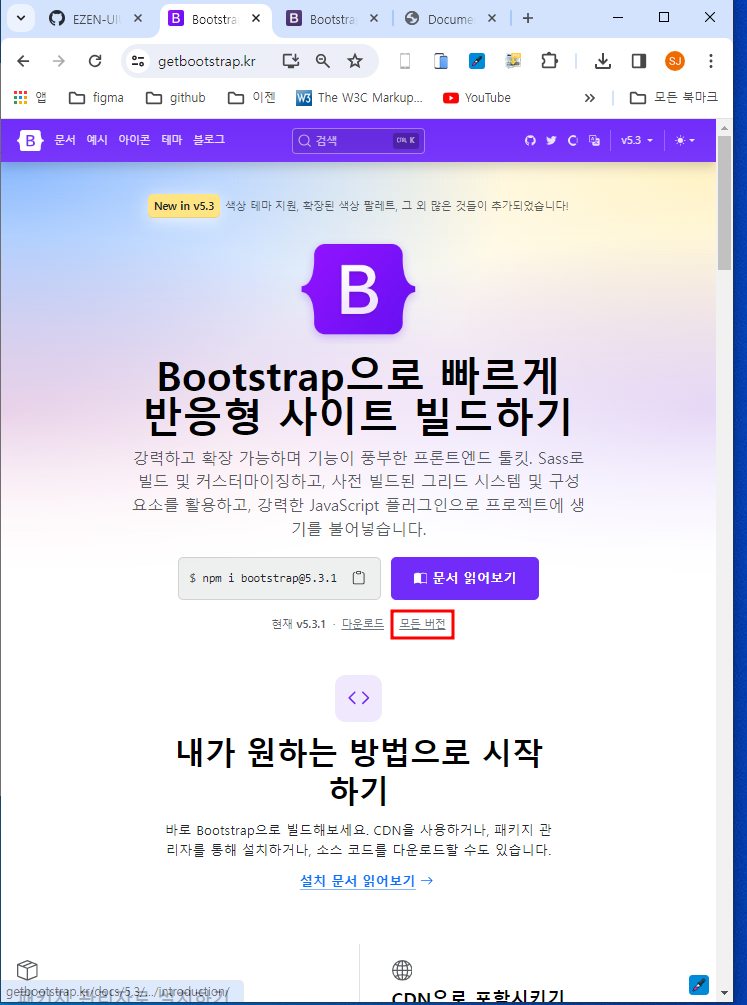 EZEN-UI
Bootstrap
Bootstra
Docume
getbootstrap.kr
SJ
앱
figma
github
이젠
W3
The W3C Markup...
YouTube
»
모든 북마크
B
문서
예시
아이콘
테마
블로그
검색
CTRL K
v5.3
New in v5.3
색상 테마 지원, 확장된 색상 팔레트, 그 외 많은 것들이 추가되었습니다!
B
Bootstrap으로 빠르게
반응형 사이트 빌드하기
강력하고 확장 가능하며 기능이 풍부한 프론트엔드 툴킷. Sass로
빌드 및 커스터마이징하고, 사전 빌드된 그리드 시스템 및 구성
요소를 활용하고, 강력한 JavaScript 플러그인으로 프로젝트에 생
기를 불어넣습니다.
$ npm i bootstrap@5.3.1
문서 읽어보기
현재 v5.3.1 · 다운로드
모든 버전
내가 원하는 방법으로 시작
하기
바로 Bootstrap으로 빌드해보세요. CDN을 사용하거나, 패키지 관
리자를 통해 설치하거나, 소스 코드를 다운로드할 수도 있습니다.
설치 문서 읽어보기 →
getbootstrap.kr/docs/5.3/.../introduction/
패키지 관리자로 설치하기
CDN으로 포함시키기